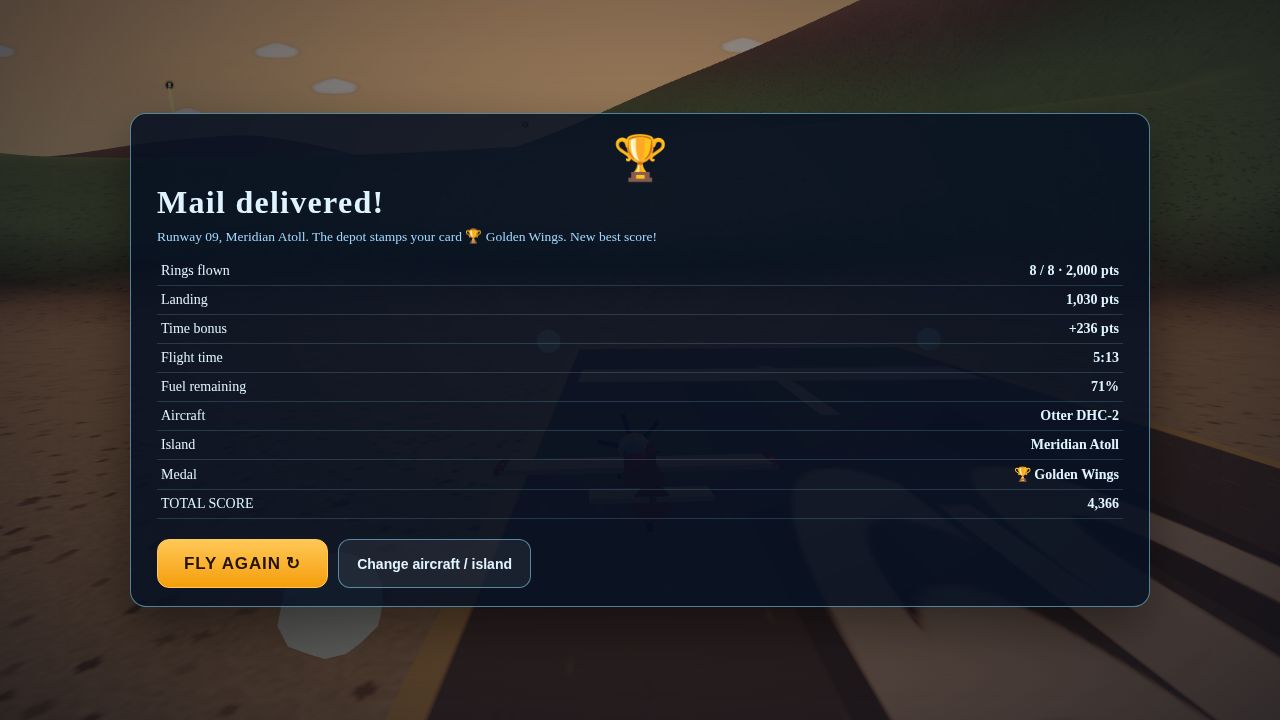 Mail delivered!
Runway 09, Meridian Atoll. The depot stamps your card 🏆 Golden Wings. New best score!
Rings flown 8 / 8 · 2,000 pts
Landing 1,030 pts
Time bonus +236 pts
Flight time 5:13
Fuel remaining 71%
Aircraft Otter DHC-2
Island Meridian Atoll
Medal 🏆 Golden Wings
TOTAL SCORE 4,366
FLY AGAIN ↻ Change aircraft / island